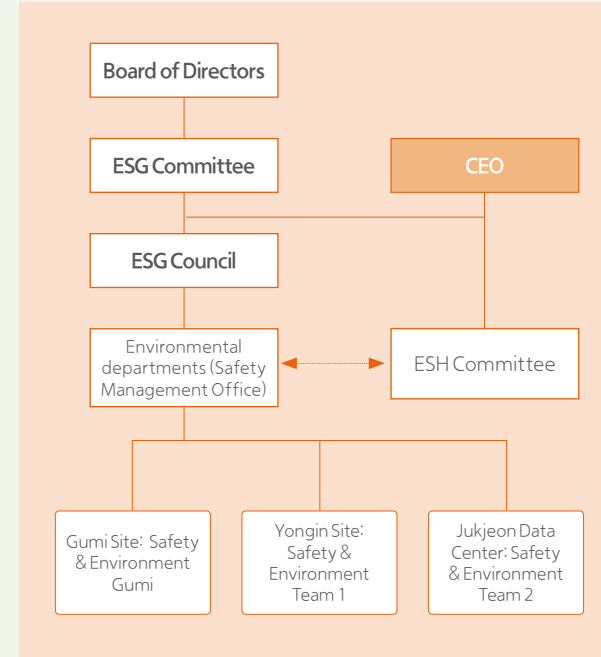 Board of Directors
ESG Committee
CEO
ESG Council
Environmental
departments (Safety
Management Office)
ESH Committee
Gumi Site: Safety
& Environment
Gumi
Yongin Site:
Safety &
Environment
Team 1
Jukjeon Data
Center: Safety
& Environment
Team 2